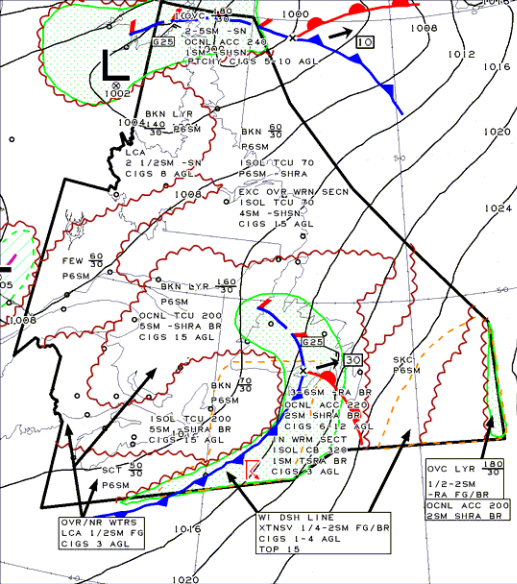 180
30
1000
1016
G25
2-5SM -SN
OCNL ACC 240
1SM -SHSN
PTCHY CIGS 5-10 AGL
10
1008
1012
L
1002
1004
BKN LYR
140
30
P6SM
BKN 60
30
P6SM
1020
LCA
2 1/2SM -SN
CIGS 8 AGL
ISOL TCU 70
P6SM -SHRA
1008
EXC OVR WRN SECN
ISOL TCU 70
4SM -SHSN
CIGS 15 AGL
1024
FEW 60
30
P6SM
BKN LYR 160
30
P6SM
1008
OCNL TCU 200
5SM -SHRA BR
CIGS 15 AGL
G25
30
SKC
P6SM
BKN 70
30
P6SM
3-6SM -RA BR
OCNL ACC 220
2SM SHRA BR
CIGS 6-12 AGL
IN WRM SECT
ISOL CB 320
1SM TSRA BR
CIGS 3 AGL
ISOL TCU 200
5SM -SHRA BR
CIGS 15 AGL
SCT 50
30
P6SM
OVC LYR 180
30
1/2-2SM
-RA FG/BR
OCNL ACC 200
2SM SHRA BR
OVR/NR WTRS
LCA 1/2SM FG
CIGS 3 AGL
WI DSH LINE
XTNSV 1/4-2SM FG/BR
CIGS 1-4 AGL
TOP 15
1016
1020